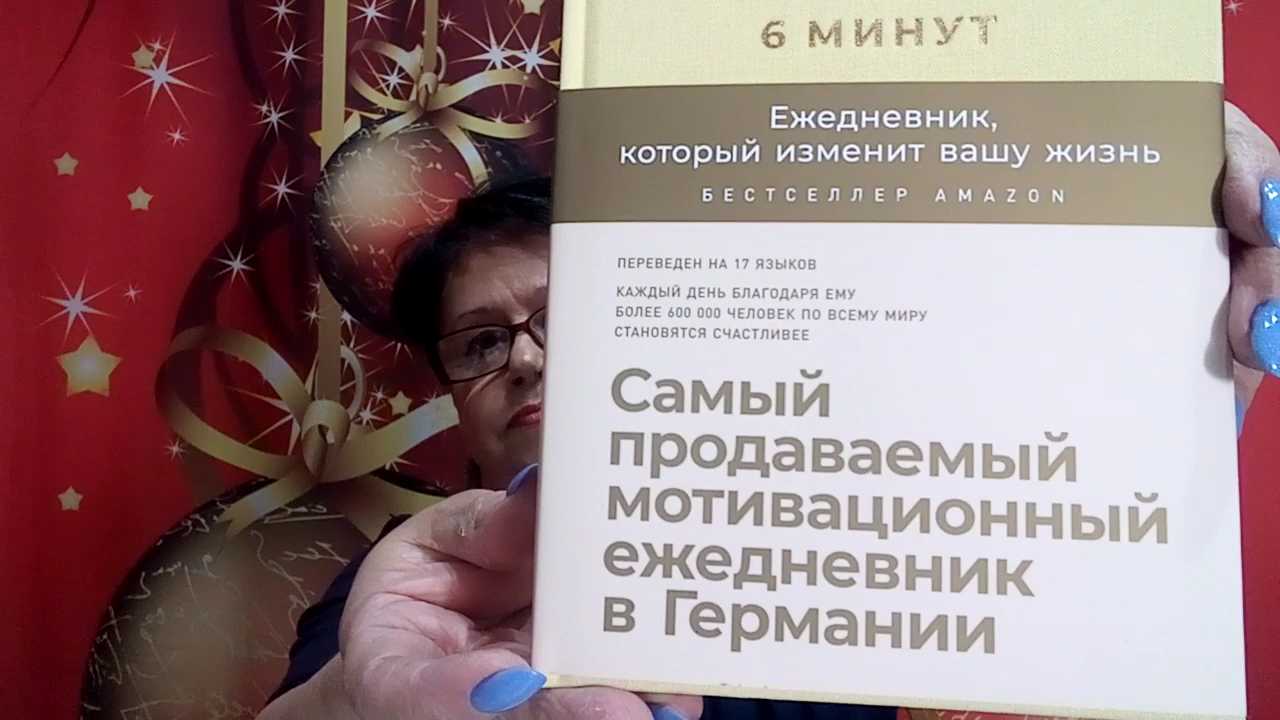 6 МИНУТ
Ежедневник,
который изменит вашу жизнь
БЕСТСЕЛЛЕР AMAZON
ПЕРЕВЕДЕН НА 17 ЯЗЫКОВ
КАЖДЫЙ ДЕНЬ БЛАГОДАРЯ ЕМУ
БОЛЕЕ 600 000 ЧЕЛОВЕК ПО ВСЕМУ МИРУ
СТАНОВЯТСЯ СЧАСТЛИВЕЕ
Самый
продаваемый
мотивационный
ежедневник
в Германии